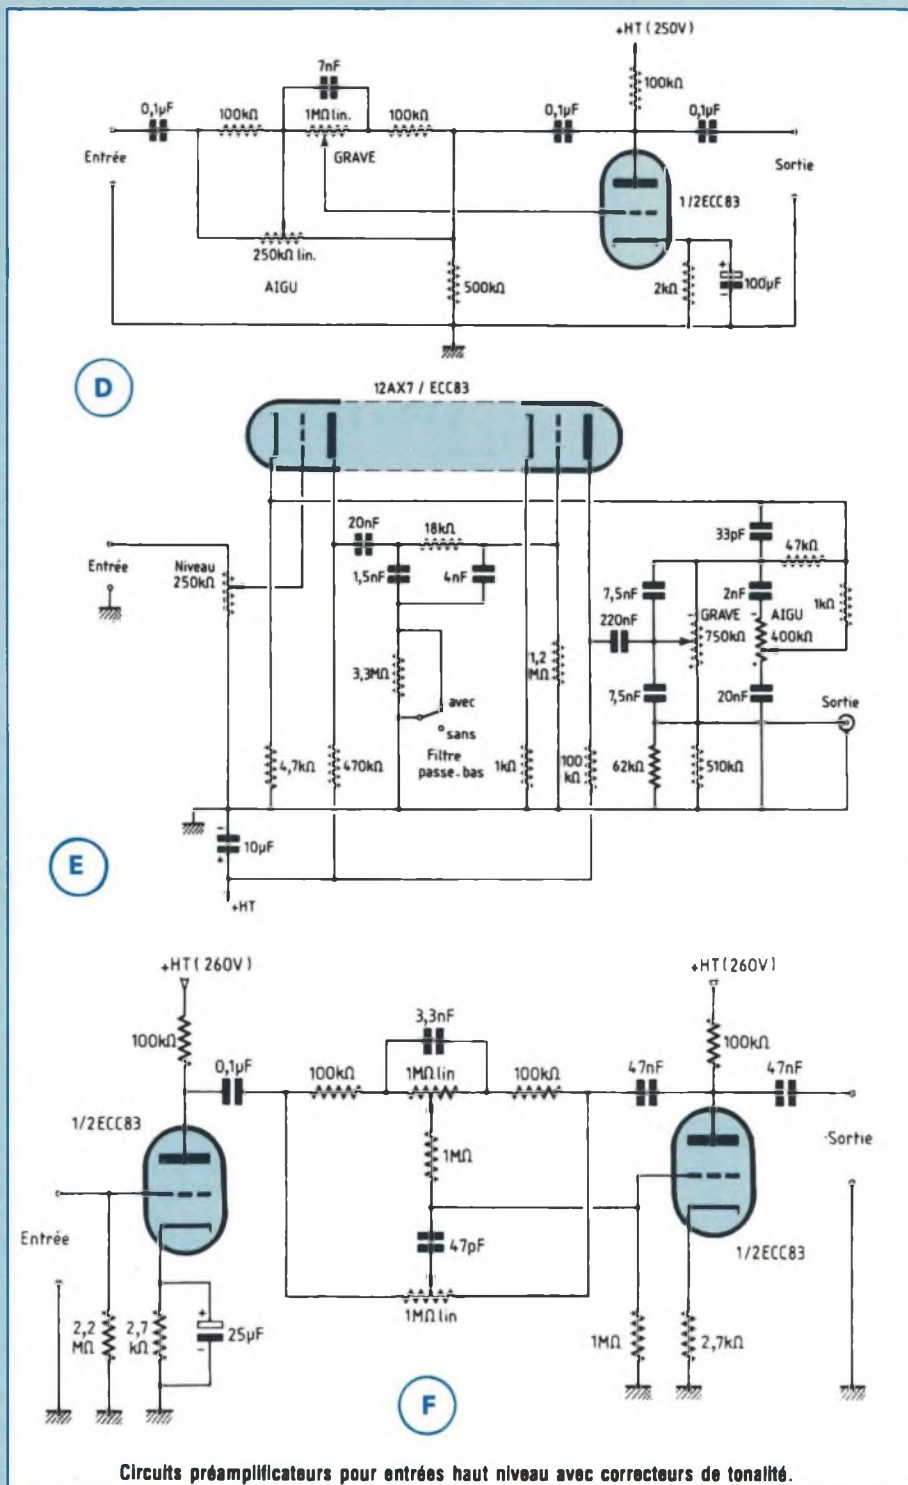 +HT (250V)
7nF
100kΩ
0,1µF
100kΩ
1MΩ lin.
100kΩ
0,1µF
0,1µF
Entrée
GRAVE
Sortie
1/2ECC83
250kΩ lin.
AIGU
500kΩ
2kΩ
+
100µF
-
D
12AX7 / ECC83
20nF
18kΩ
33pF
47kΩ
Entrée
Niveau
250kΩ
1,5nF
4nF
7,5nF
2nF
1kΩ
220nF
GRAVE
750kΩ
-
AIGU
400kΩ
+
3,3MΩ
1,2
MΩ
avec
sans
7,5nF
20nF
Sortie
Filtre
passe-bas
4,7kΩ
470kΩ
1kΩ
100
kΩ
62kΩ
510kΩ
-
10µF
+
E
+HT
+HT (260V)
+HT (260V)
3,3nF
100kΩ
100kΩ
0,1µF
100kΩ
1MΩ lin
100kΩ
47nF
47nF
1/2ECC83
1MΩ
Sortie
Entrée
47pF
1/2ECC83
1MΩ lin
2,2
MΩ
2,7
kΩ
+
25µF
-
1MΩ
2,7kΩ
F
Circuits préamplificateurs pour entrées haut niveau avec correcteurs de tonalité.